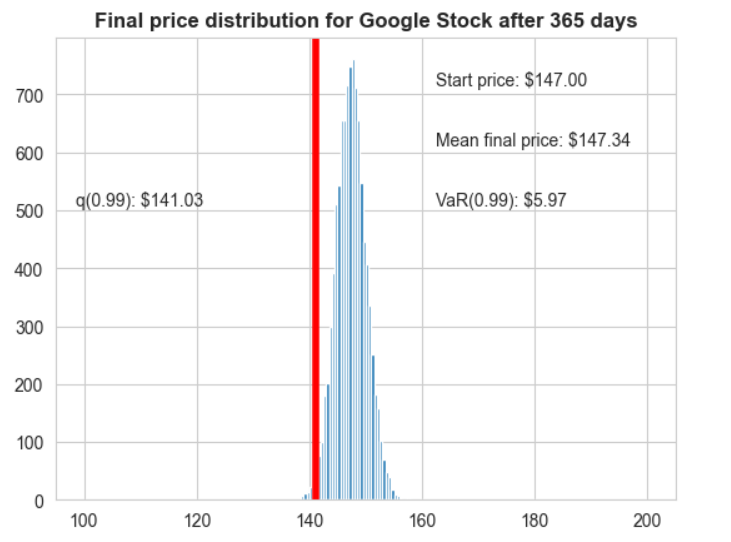 Final price distribution for Google Stock after 365 days
700
600
500
400
300
200
100
0
Start price: $147.00
Mean final price: $147.34
q(0.99): $141.03
VaR(0.99): $5.97
100
120
140
160
180
200